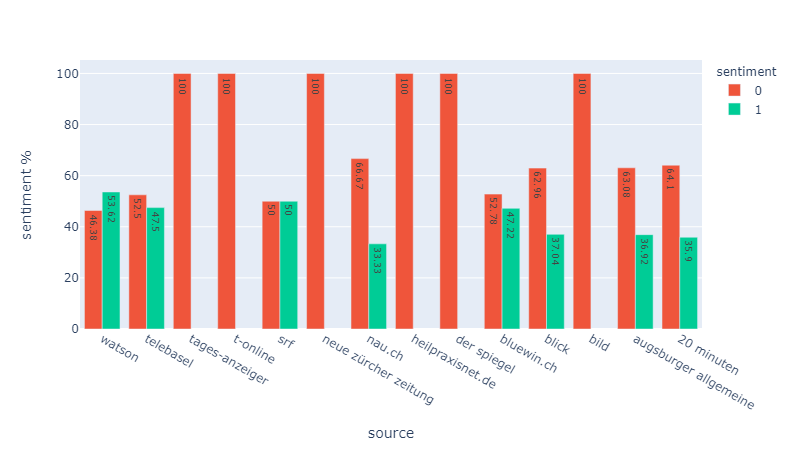 sentiment
0
1
sentiment %
100
80
60
40
20
0
46.38
53.62
52.5
47.5
100
100
50
50
100
66.67
33.33
100
100
52.78
47.22
62.96
37.04
100
63.08
36.92
64.1
35.9
watson
telebasel
tages-anzeiger
t-online
srf
neue zürcher zeitung
nau.ch
heilpraxisnet.de
der spiegel
bluewin.ch
blick
bild
augsburger allgemeine
20 minuten
source